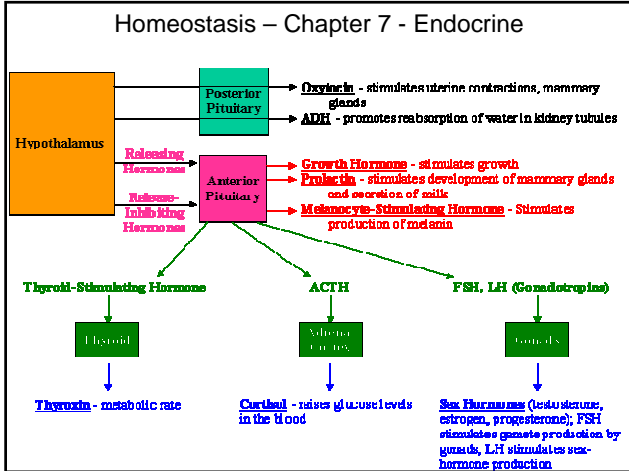 Homeostasis – Chapter 7 - Endocrine
Posterior
Pituitary
Oxytocin - stimulates uterine contractions, mammary
glands
ADH - promotes reabsorption of water in kidney tubules
Hypothalamus
Releasing
Hormones
Release-
Inhibiting
Hormones
Anterior
Pituitary
Growth Hormone - stimulates growth
Prolactin - stimulates development of mammary glands
and secretion of milk
Melanocyte-Stimulating Hormone - Stimulates
production of melanin
Thyroid-Stimulating Hormone
ACTH
FSH, LH (Gonadotropins)
Thyroid
Adrenal
Cortex
Gonads
Thyroxin - metabolic rate
Cortisol - raises glucose levels
in the blood
Sex Hormones (testosterone,
estrogen, progesterone); FSH
stimulates gamete production by
gonads, LH stimulates sex-
hormone production